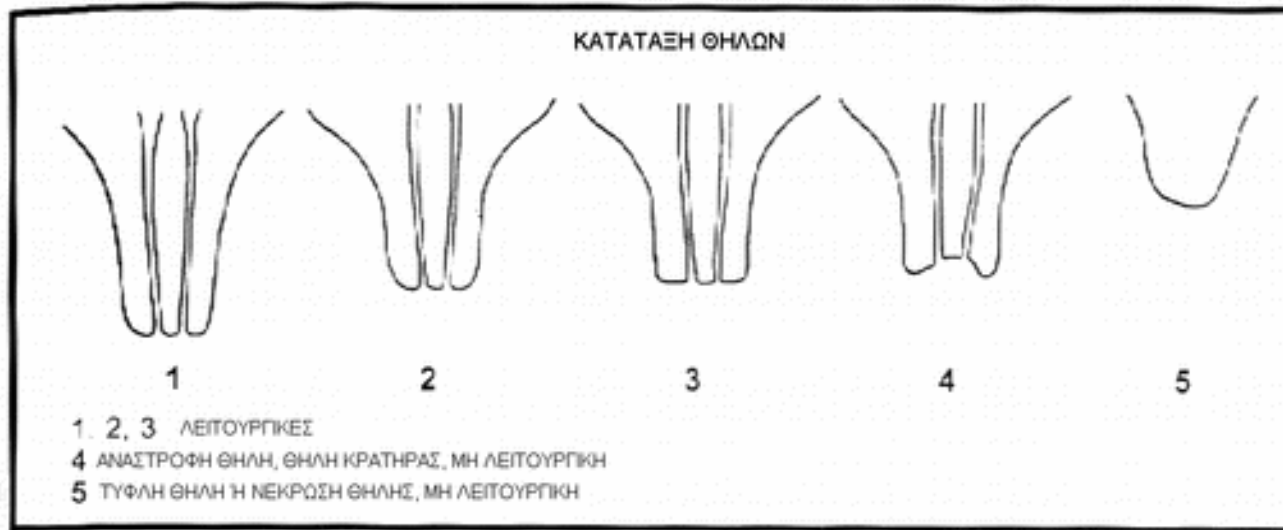 ΚΑΤΑΤΑΞΗ ΘΗΛΩΝ
1 2 3 4 5
1. 2, 3 ΛΕΙΤΟΥΡΓΙΚΕΣ
4 ΑΝΑΣΤΡΟΦΗ ΘΗΛΗ, ΘΗΛΗ ΚΡΑΤΗΡΑΣ, ΜΗ ΛΕΙΤΟΥΡΓΙΚΗ
5 ΤΥΦΛΗ ΘΗΛΗ Ή ΝΕΚΡΩΣΗ ΘΗΛΗΣ, ΜΗ ΛΕΙΤΟΥΡΓΙΚΗ